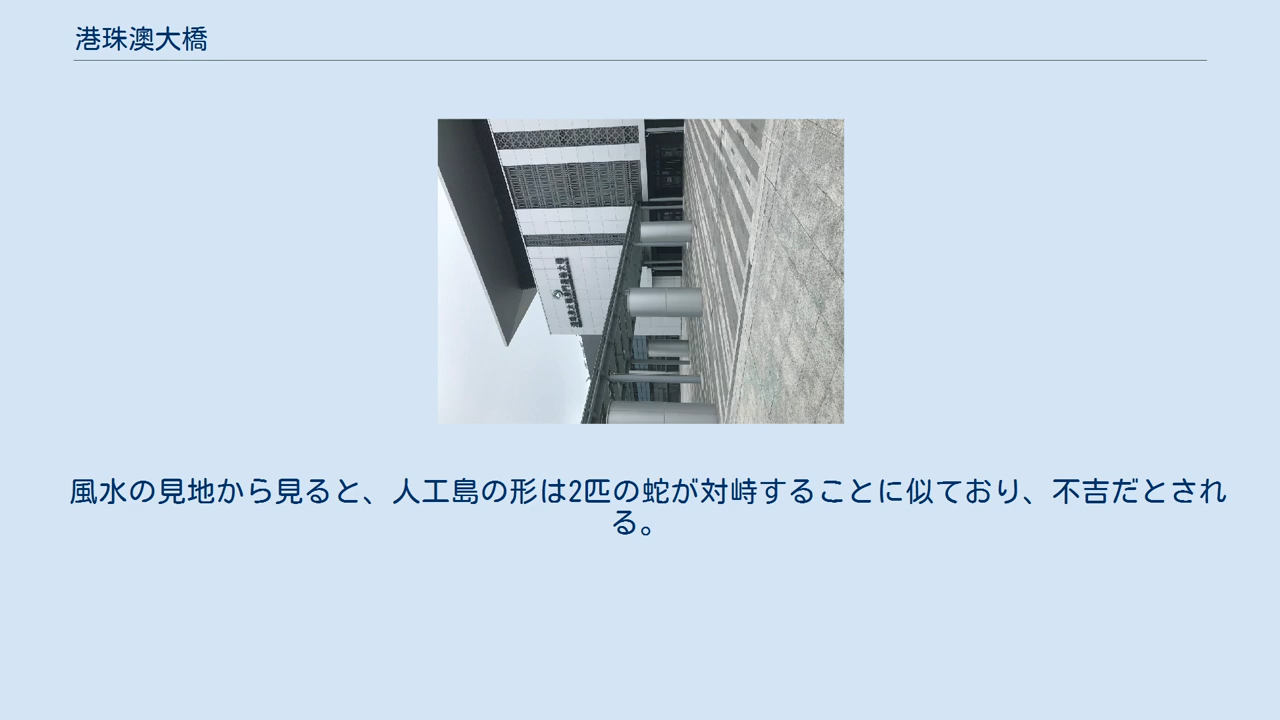 港珠澳大橋
風水の見地から見ると、人工島の形は2匹の蛇が対峙することに似ており、不吉だとされ
る。